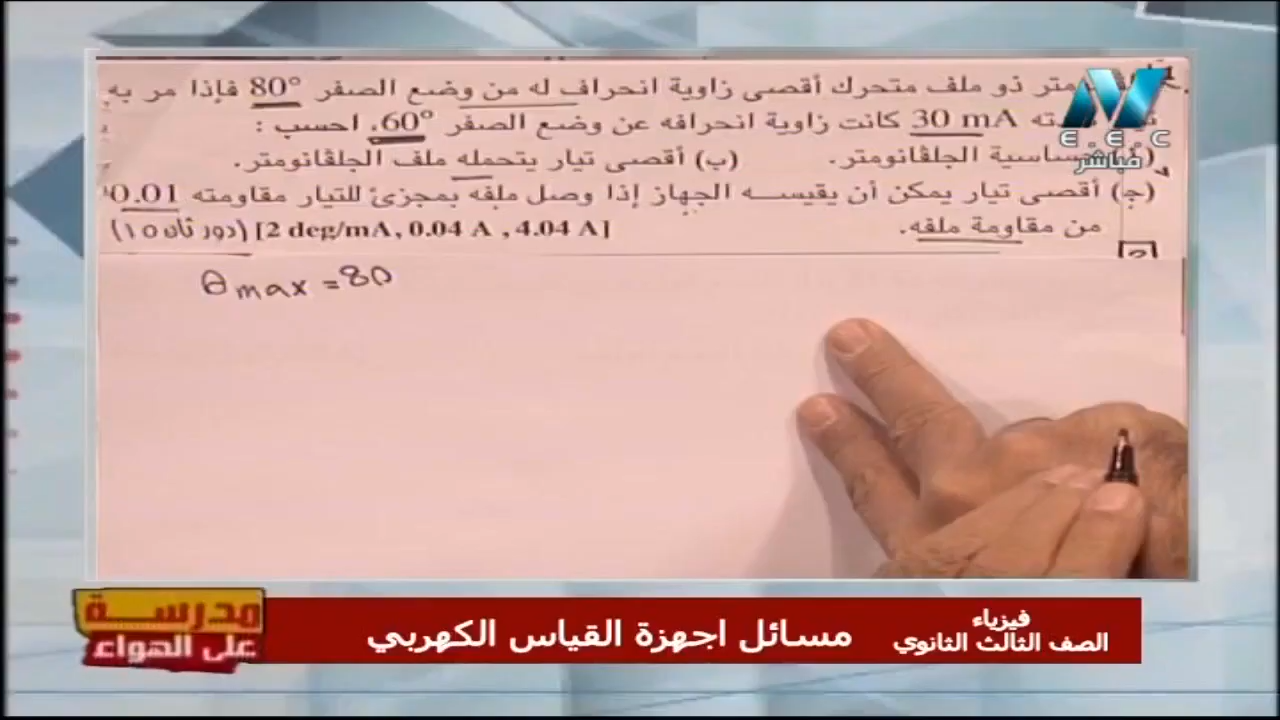 متر ذو ملف متحرك أقصى زاوية انحراف له من وضع الصفر 80° فإذا مر به
ته 30 mA كانت زاوية انحرافه عن وضع الصفر 60°، احسب :
حساسية الجلڤانومتر. (ب) أقصى تيار يتحمله ملف الجلڤانومتر.
(جـ) أقصى تيار يمكن أن يقيسه الجهاز إذا وصل ملفه بمجزئ للتيار مقاومته 0.01
من مقاومة ملفه. [2 deg/mA, 0.04 A , 4.04 A] (دور ثان ١٥)
θmax = 80
E.E.C
مباشر
مدرسة
على الهواء
مسائل اجهزة القياس الكهربي
فيزياء
الصف الثالث الثانوي